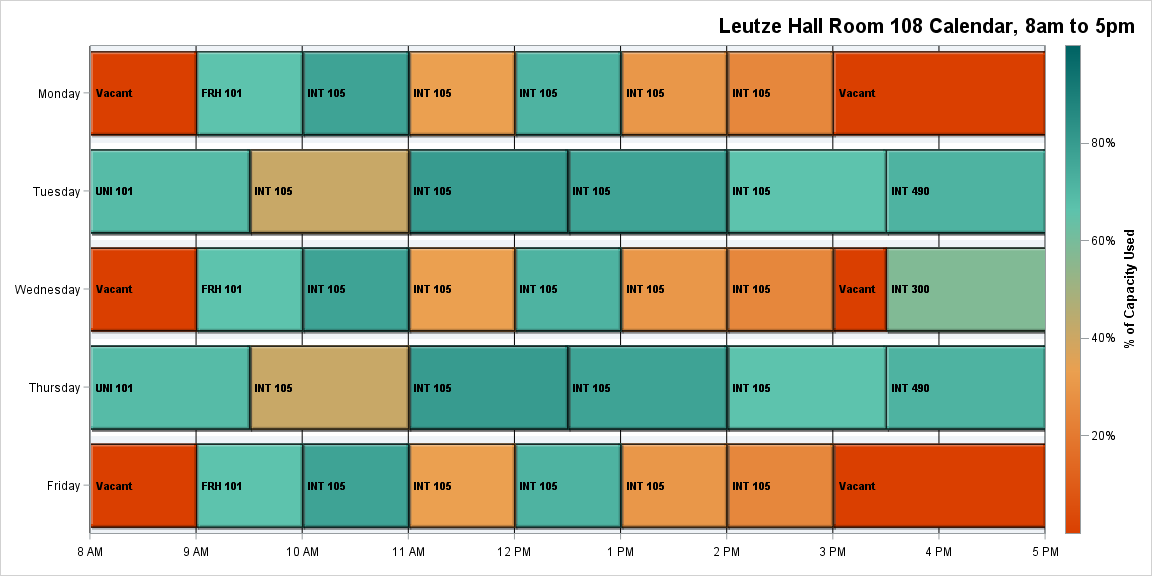 Leutze Hall Room 108 Calendar, 8am to 5pm
Monday
Vacant
FRH 101
INT 105
INT 105
INT 105
INT 105
INT 105
Vacant
Tuesday
UNI 101
INT 105
INT 105
INT 105
INT 105
INT 490
Wednesday
Vacant
FRH 101
INT 105
INT 105
INT 105
INT 105
INT 105
Vacant
INT 300
Thursday
UNI 101
INT 105
INT 105
INT 105
INT 105
INT 490
Friday
Vacant
FRH 101
INT 105
INT 105
INT 105
INT 105
INT 105
Vacant
8 AM
9 AM
10 AM
11 AM
12 PM
1 PM
2 PM
3 PM
4 PM
5 PM
80%
60%
40%
20%
% of Capacity Used